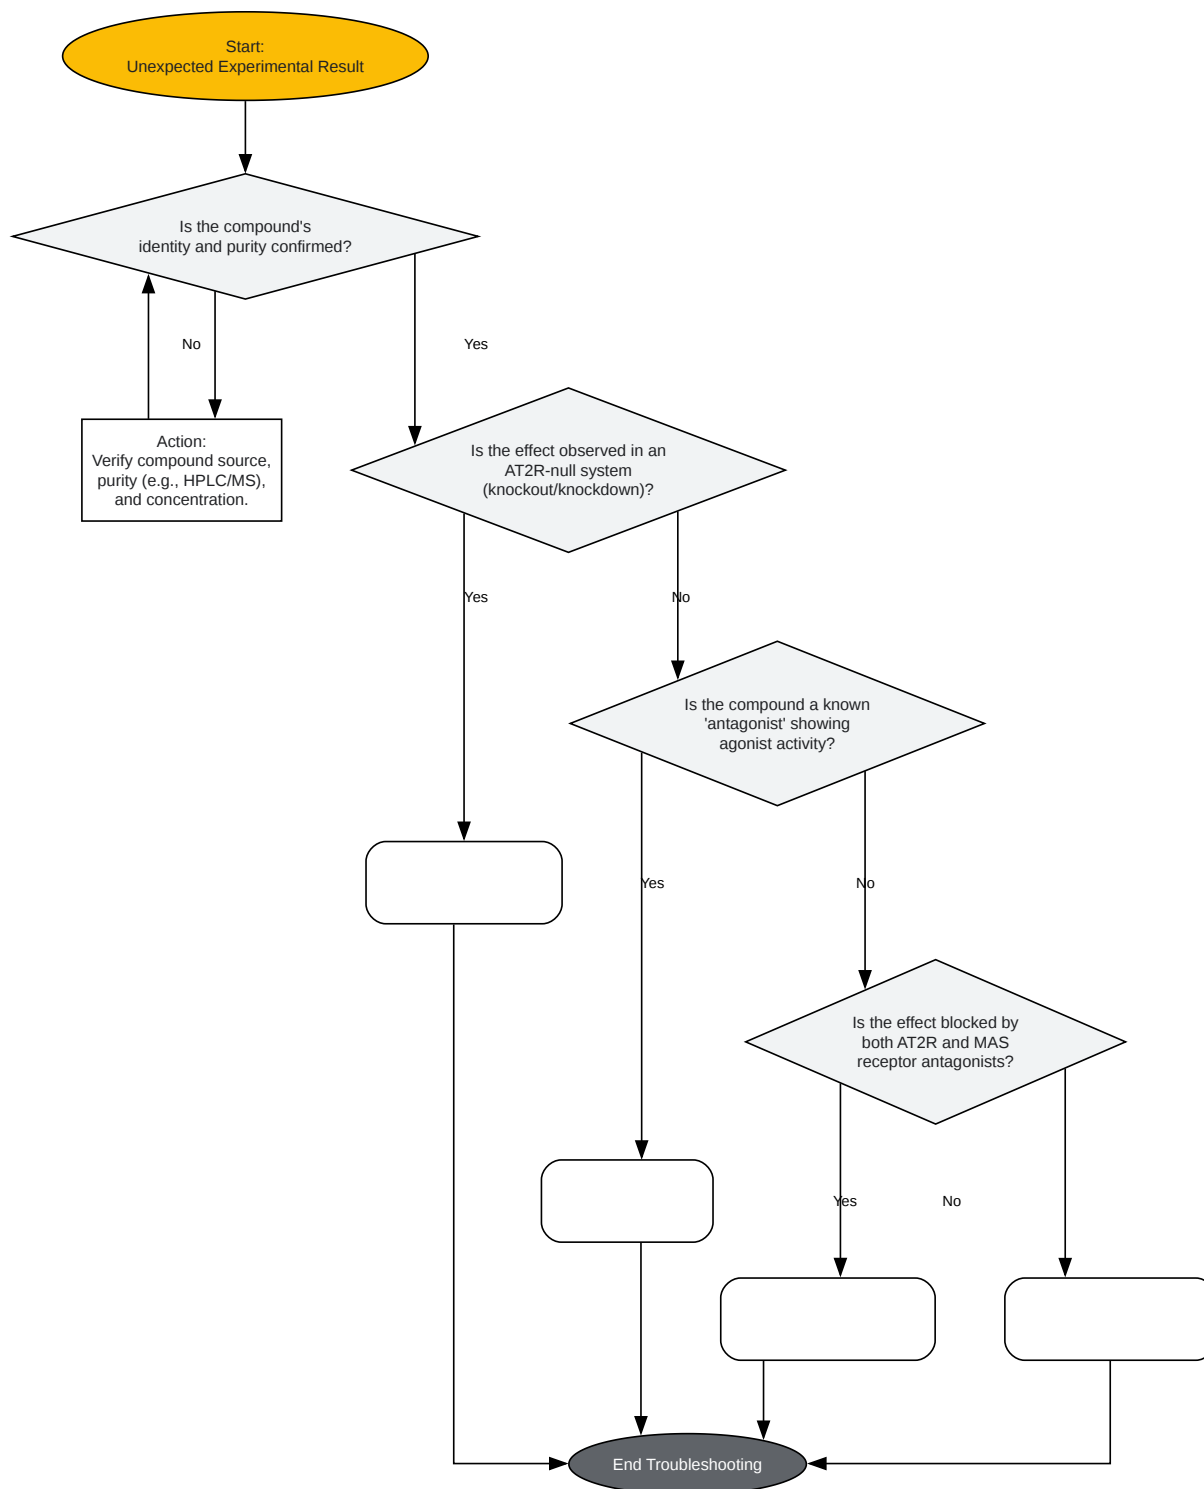 Start:
Unexpected Experimental Result
Is the compound's
identity and purity confirmed?
No
Yes
Action:
Verify compound source,
purity (e.g., HPLC/MS),
and concentration.
Is the effect observed in an
AT2R-null system
(knockout/knockdown)?
Yes
No
Is the compound a known
'antagonist' showing
agonist activity?
Yes
No
Is the effect blocked by
both AT2R and MAS
receptor antagonists?
Yes
No
End Troubleshooting